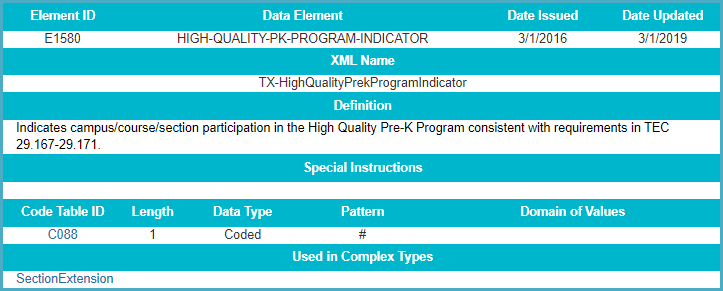 Element ID Data Element Date Issued Date Updated
E1580 HIGH-QUALITY-PK-PROGRAM-INDICATOR 3/1/2016 3/1/2019
XML Name
TX-HighQualityPrekProgramIndicator
Definition
Indicates campus/course/section participation in the High Quality Pre-K Program consistent with requirements in TEC
29.167-29.171.
Special Instructions
Code Table ID Length Data Type Pattern Domain of Values
C088 1 Coded #
Used in Complex Types
SectionExtension